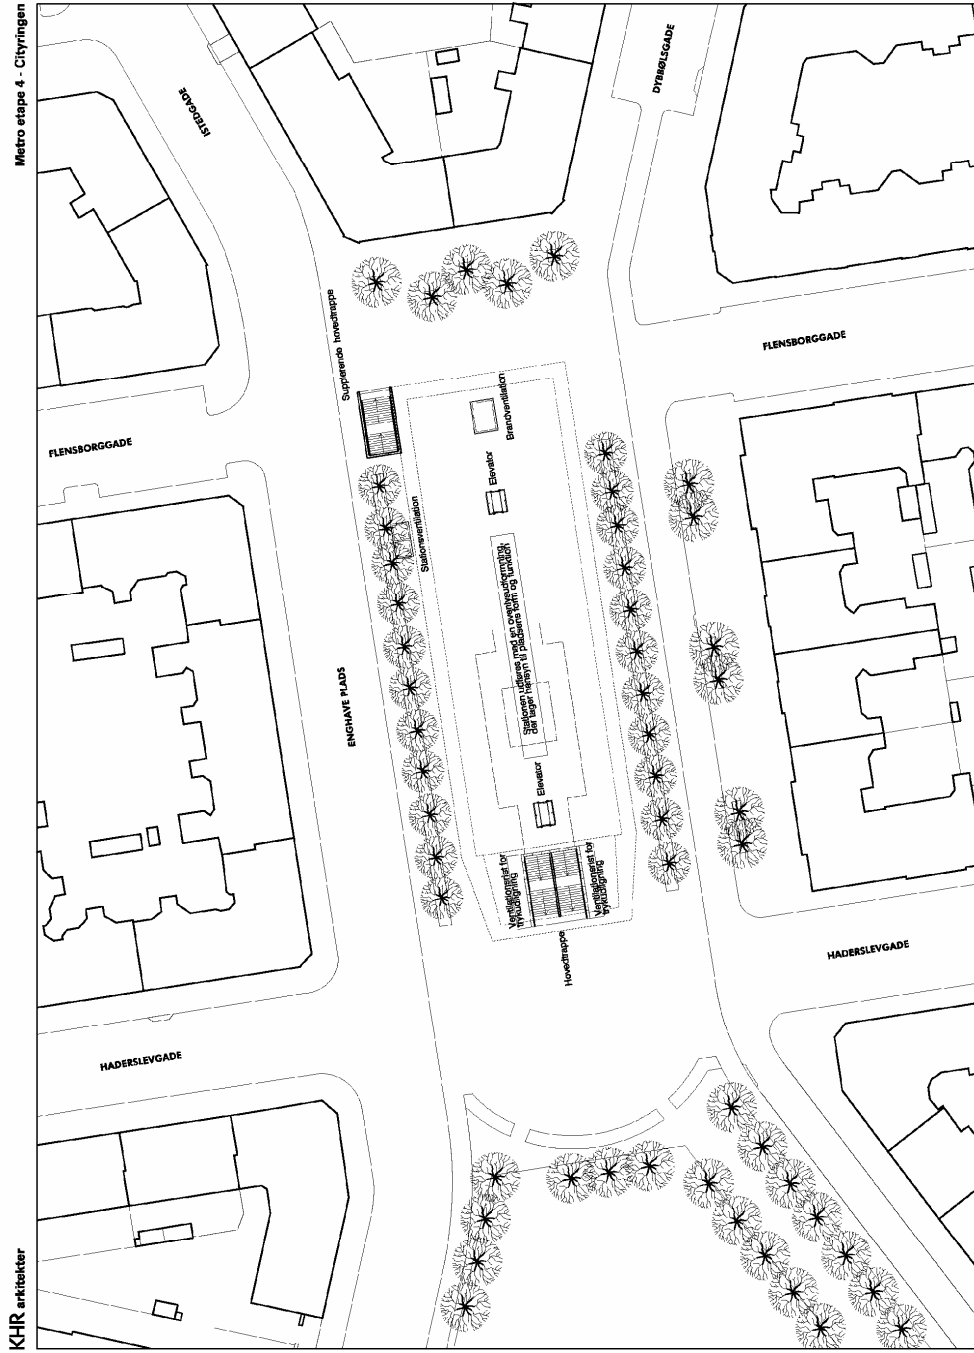 Metro etape 4 - Cityringen
KHR arkitekter
ISTEDGADE
DYBBØLSGADE
FLENSBORGGADE
FLENSBORGGADE
Supplerende hovedtrappe
Brandventilation
Elevator
Stationsventilation
Stationen udføres med en ovenlysudformning,
der tager hensyn til pladsens form og funktion
ENGHAVE PLADS
Elevator
Ventilationsrist for
trykudligning
Ventilationsrist for
trykudligning
Hovedtrappe
HADERSLEVGADE
HADERSLEVGADE